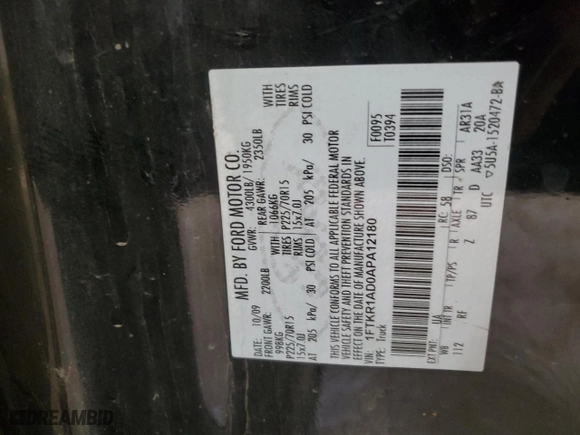 MFD. BY FORD MOTOR CO.
DATE: 10/09 GVWR: 4300LB/ 1950KG
FRONT GAWR: 2200LB REAR GAWR: 2350LB
998KG WITH 1066KG WITH
P225/70R15 TIRES P225/70R15 TIRES
15x7.0J RIMS 15x7.0J RIMS
AT 205 kPa/ 30 PSI COLD AT 205 kPa/ 30 PSI COLD
THIS VEHICLE CONFORMS TO ALL APPLICABLE FEDERAL MOTOR
VEHICLE SAFETY AND THEFT PREVENTION STANDARDS IN
EFFECT ON THE DATE OF MANUFACTURE SHOWN ABOVE.
VIN: 1FTKR1AD0APA12180 F0095
TYPE: Truck T0394
EXT PNT: UA RC: 58 DSO:
WB RF TP/PS R AXLE TR SPR AR31A
112 Z 87 D AA33 20A
UTC ▽5U5A-1520472-BA
DREAMBID